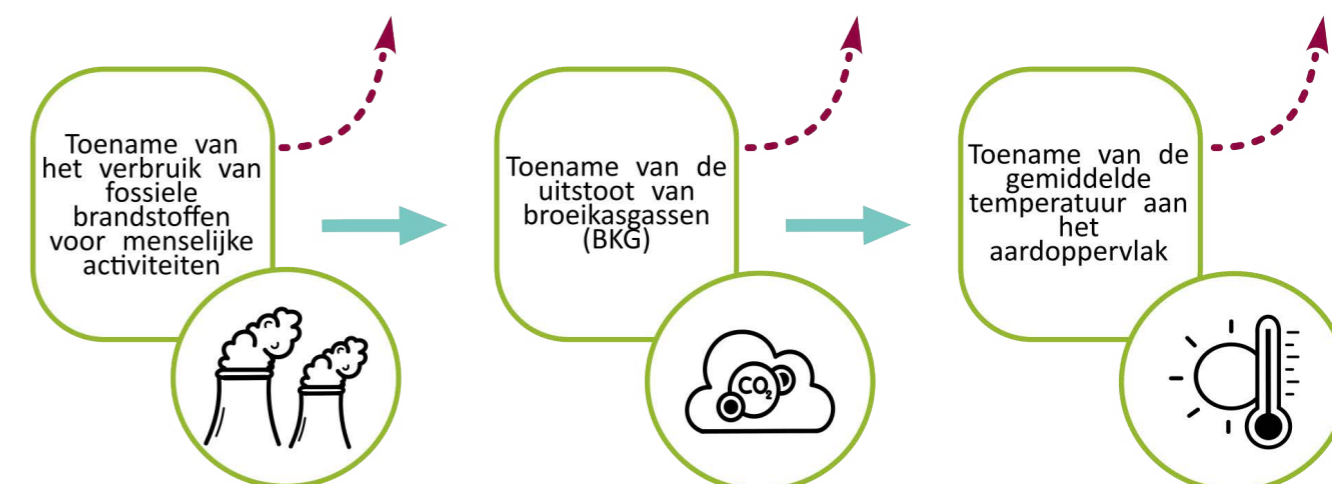 Toename van
het verbruik van
fossiele
brandstoffen
voor menselijke
activiteiten
Toename van de
uitstoot van
broeikasgassen
(BKG)
CO₂
Toename van de
gemiddelde
temperatuur aan
het
aardoppervlak